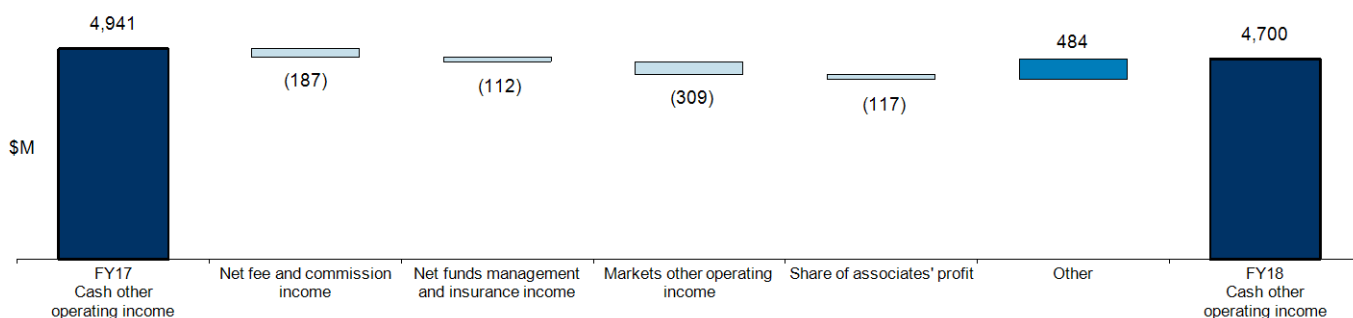 4,941
(187)
(112)
(309)
(117)
484
4,700
$M
FY17
Cash other
operating income
Net fee and commission
income
Net funds management
and insurance income
Markets other operating
income
Share of associates' profit
Other
FY18
Cash other
operating income